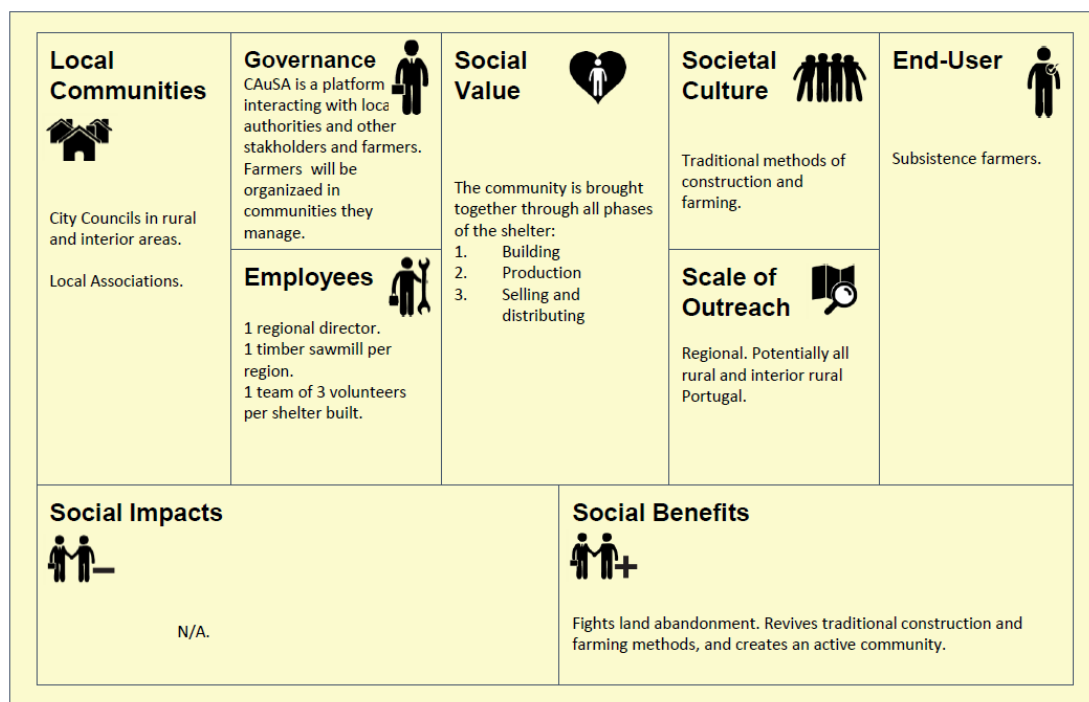 Local
Communities
City Councils in rural
and interior areas.
Local Associations.
Governance
CAuSA is a platform
interacting with loca
authorities and other
stakholders and farmers.
Farmers will be
organizaed in
communities they
manage.
Employees
1 regional director.
1 timber sawmill per
region.
1 team of 3 volunteers
per shelter built.
Social
Value
The community is brought
together through all phases
of the shelter:
1. Building
2. Production
3. Selling and
distributing
Societal
Culture
Traditional methods of
construction and
farming.
Scale of
Outreach
Regional. Potentially all
rural and interior rural
Portugal.
End-User
Subsistence farmers.
Social Impacts
N/A.
Social Benefits
Fights land abandonment. Revives traditional construction and
farming methods, and creates an active community.